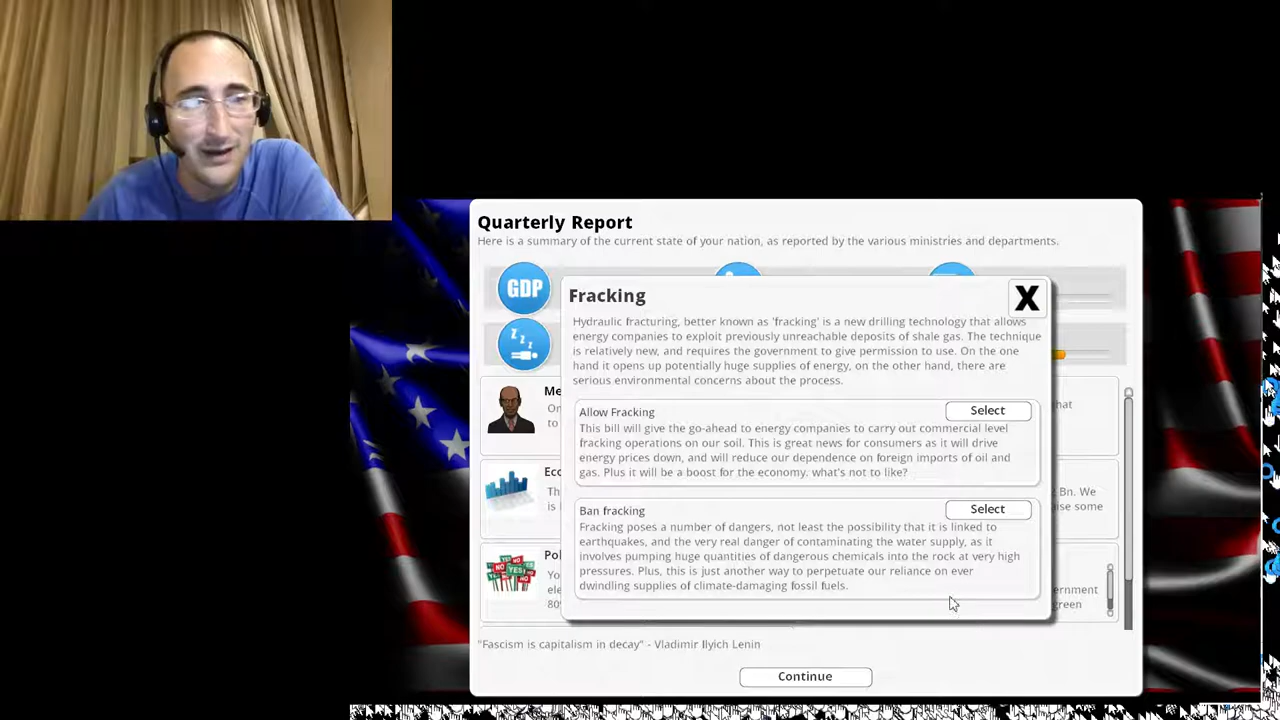 Quarterly Report
Here is a summary of the current state of your nation, as reported by the various ministries and departments.
GDP
Fracking
X
Hydraulic fracturing, better known as 'fracking' is a new drilling technology that allows
energy companies to exploit previously unreachable deposits of shale gas. The technique
is relatively new, and requires the government to give permission to use. On the one
hand it opens up potentially huge supplies of energy, on the other hand, there are
serious environmental concerns about the process.
Allow Fracking
Select
This bill will give the go-ahead to energy companies to carry out commercial level
fracking operations on our soil. This is great news for consumers as it will drive
energy prices down, and will reduce our dependence on foreign imports of oil and
gas. Plus it will be a boost for the economy. what's not to like?
Ban fracking
Select
Fracking poses a number of dangers, not least the possibility that it is linked to
earthquakes, and the very real danger of contaminating the water supply, as it
involves pumping huge quantities of dangerous chemicals into the rock at very high
pressures. Plus, this is just another way to perpetuate our reliance on ever
dwindling supplies of climate-damaging fossil fuels.
"Fascism is capitalism in decay" - Vladimir Ilyich Lenin
Continue